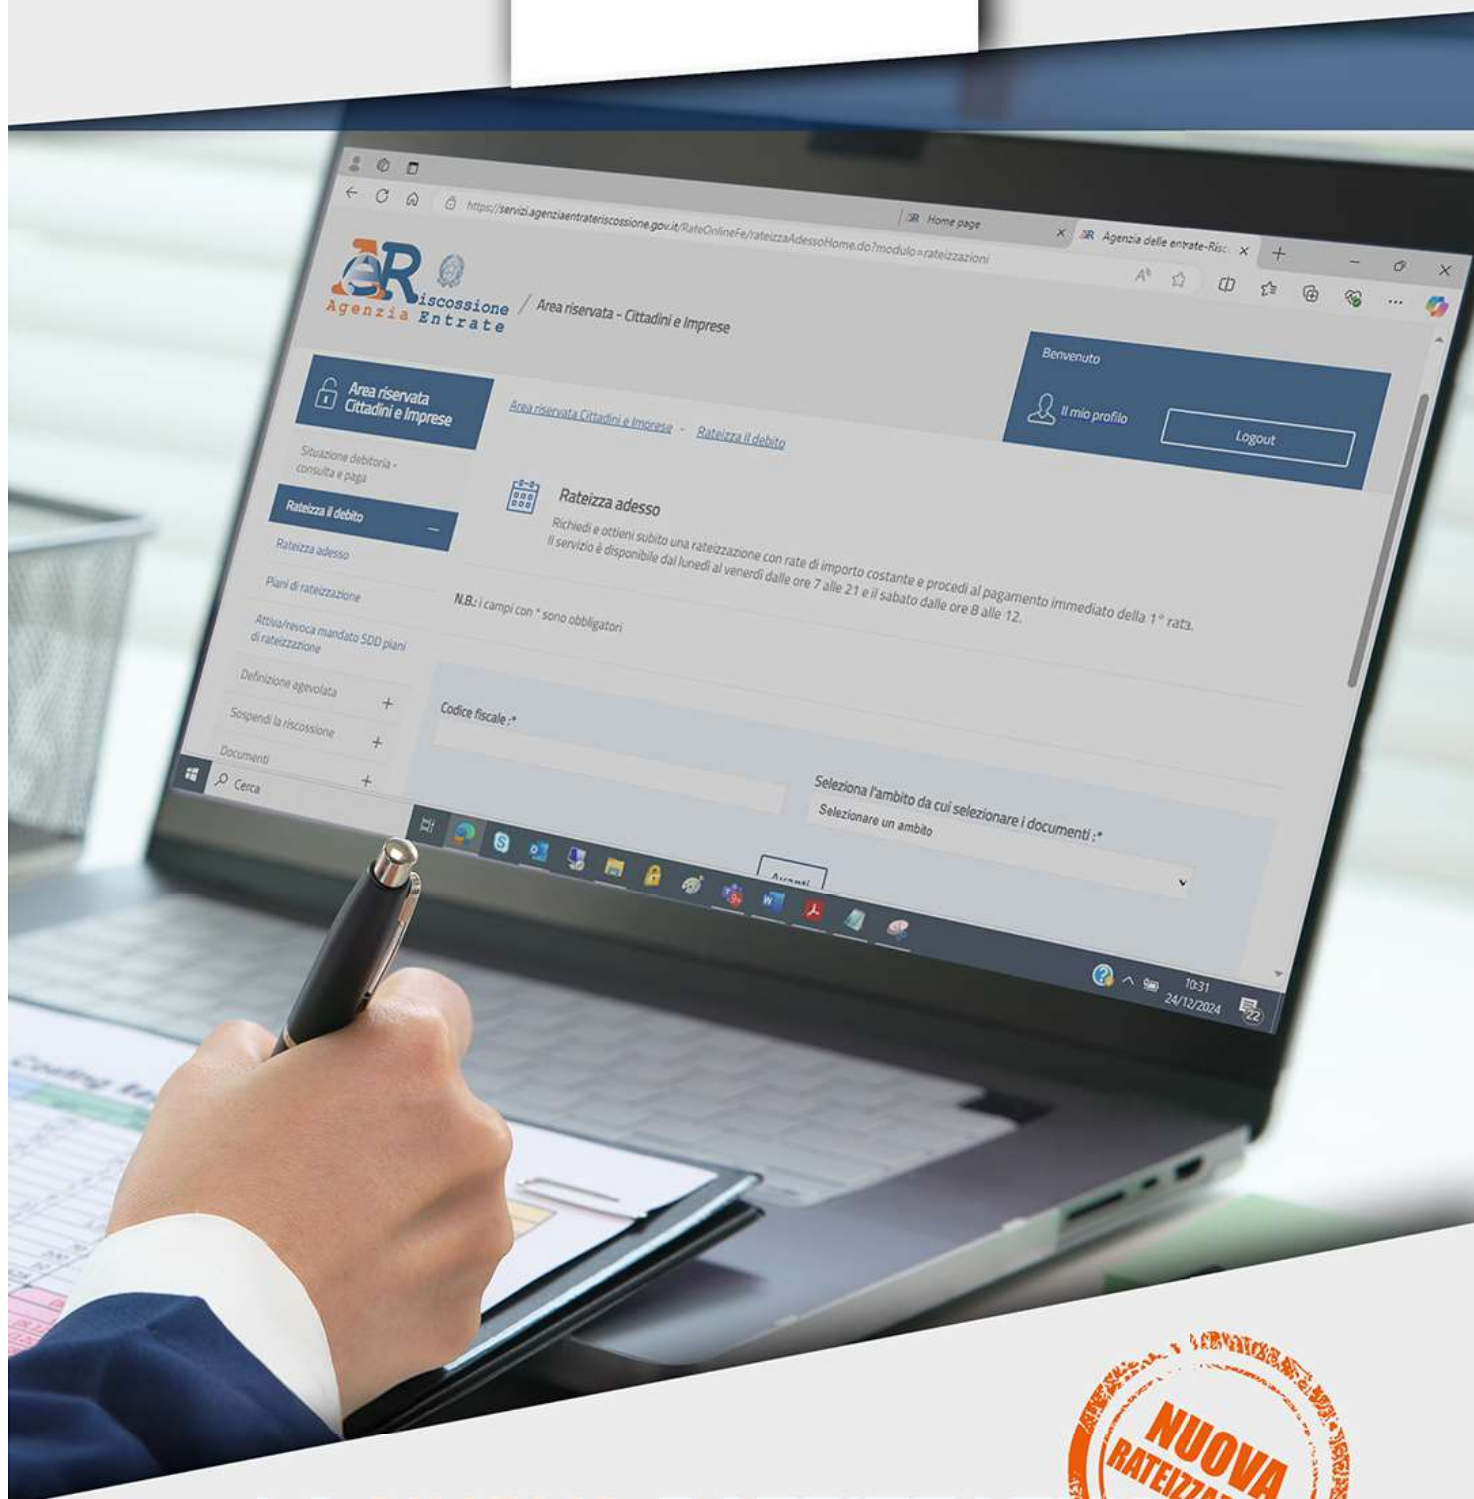 Home page
Agenzia delle entrate-Risc
https://servizi.agenziaentrateriscossione.gov.it/RateOnlineFe/rateizzaAdessoHome.do?modulo=rateizzazioni
AeR
iscossione
Agenzia Entrate
/ Area riservata - Cittadini e Imprese
Benvenuto
Il mio profilo
Logout
Area riservata
Cittadini e Imprese
Area riservata Cittadini e Imprese - Rateizza il debito
Situazione debitoria -
consulta e paga
Rateizza il debito
Rateizza adesso
Piani di rateizzazione
Attiva/revoca mandato SDD piani
di rateizzazione
Definizione agevolata
Sospendi la riscossione
Documenti
Rateizza adesso
Richiedi e ottieni subito una rateizzazione con rate di importo costante e procedi al pagamento immediato della 1° rata.
Il servizio è disponibile dal lunedì al venerdì dalle ore 7 alle 21 e il sabato dalle ore 8 alle 12.
N.B.: i campi con * sono obbligatori
Codice fiscale :*
Seleziona l'ambito da cui selezionare i documenti :*
Selezionare un ambito
Avanti
Cerca
10:31
24/12/2024
22
Coding
NUOVA